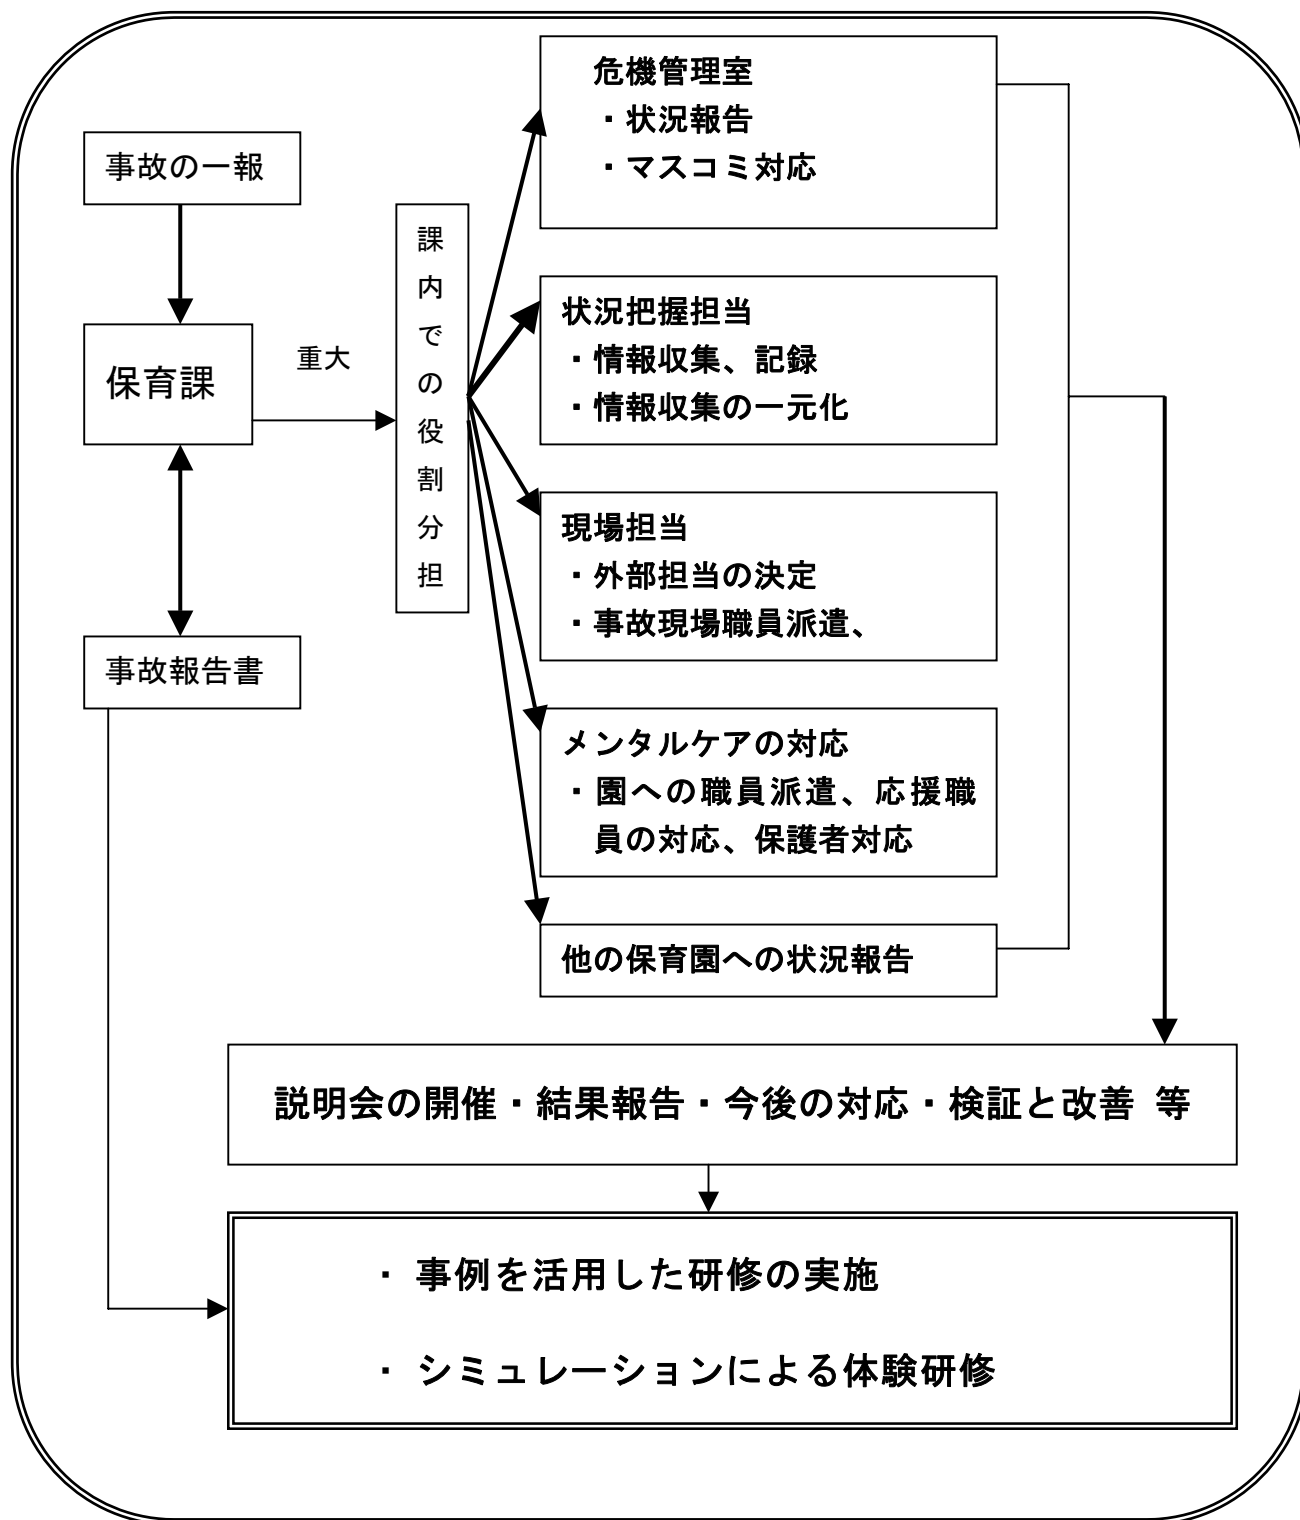 事故の一報
保育課
重大
事故報告書
課内での役割分担
危機管理室
・状況報告
・マスコミ対応
状況把握担当
・情報収集、記録
・情報収集の一元化
現場担当
・外部担当の決定
・事故現場職員派遣、
メンタルケアの対応
・園への職員派遣、応援職
員の対応、保護者対応
他の保育園への状況報告
説明会の開催・結果報告・今後の対応・検証と改善 等
・ 事例を活用した研修の実施
・ シミュレーションによる体験研修